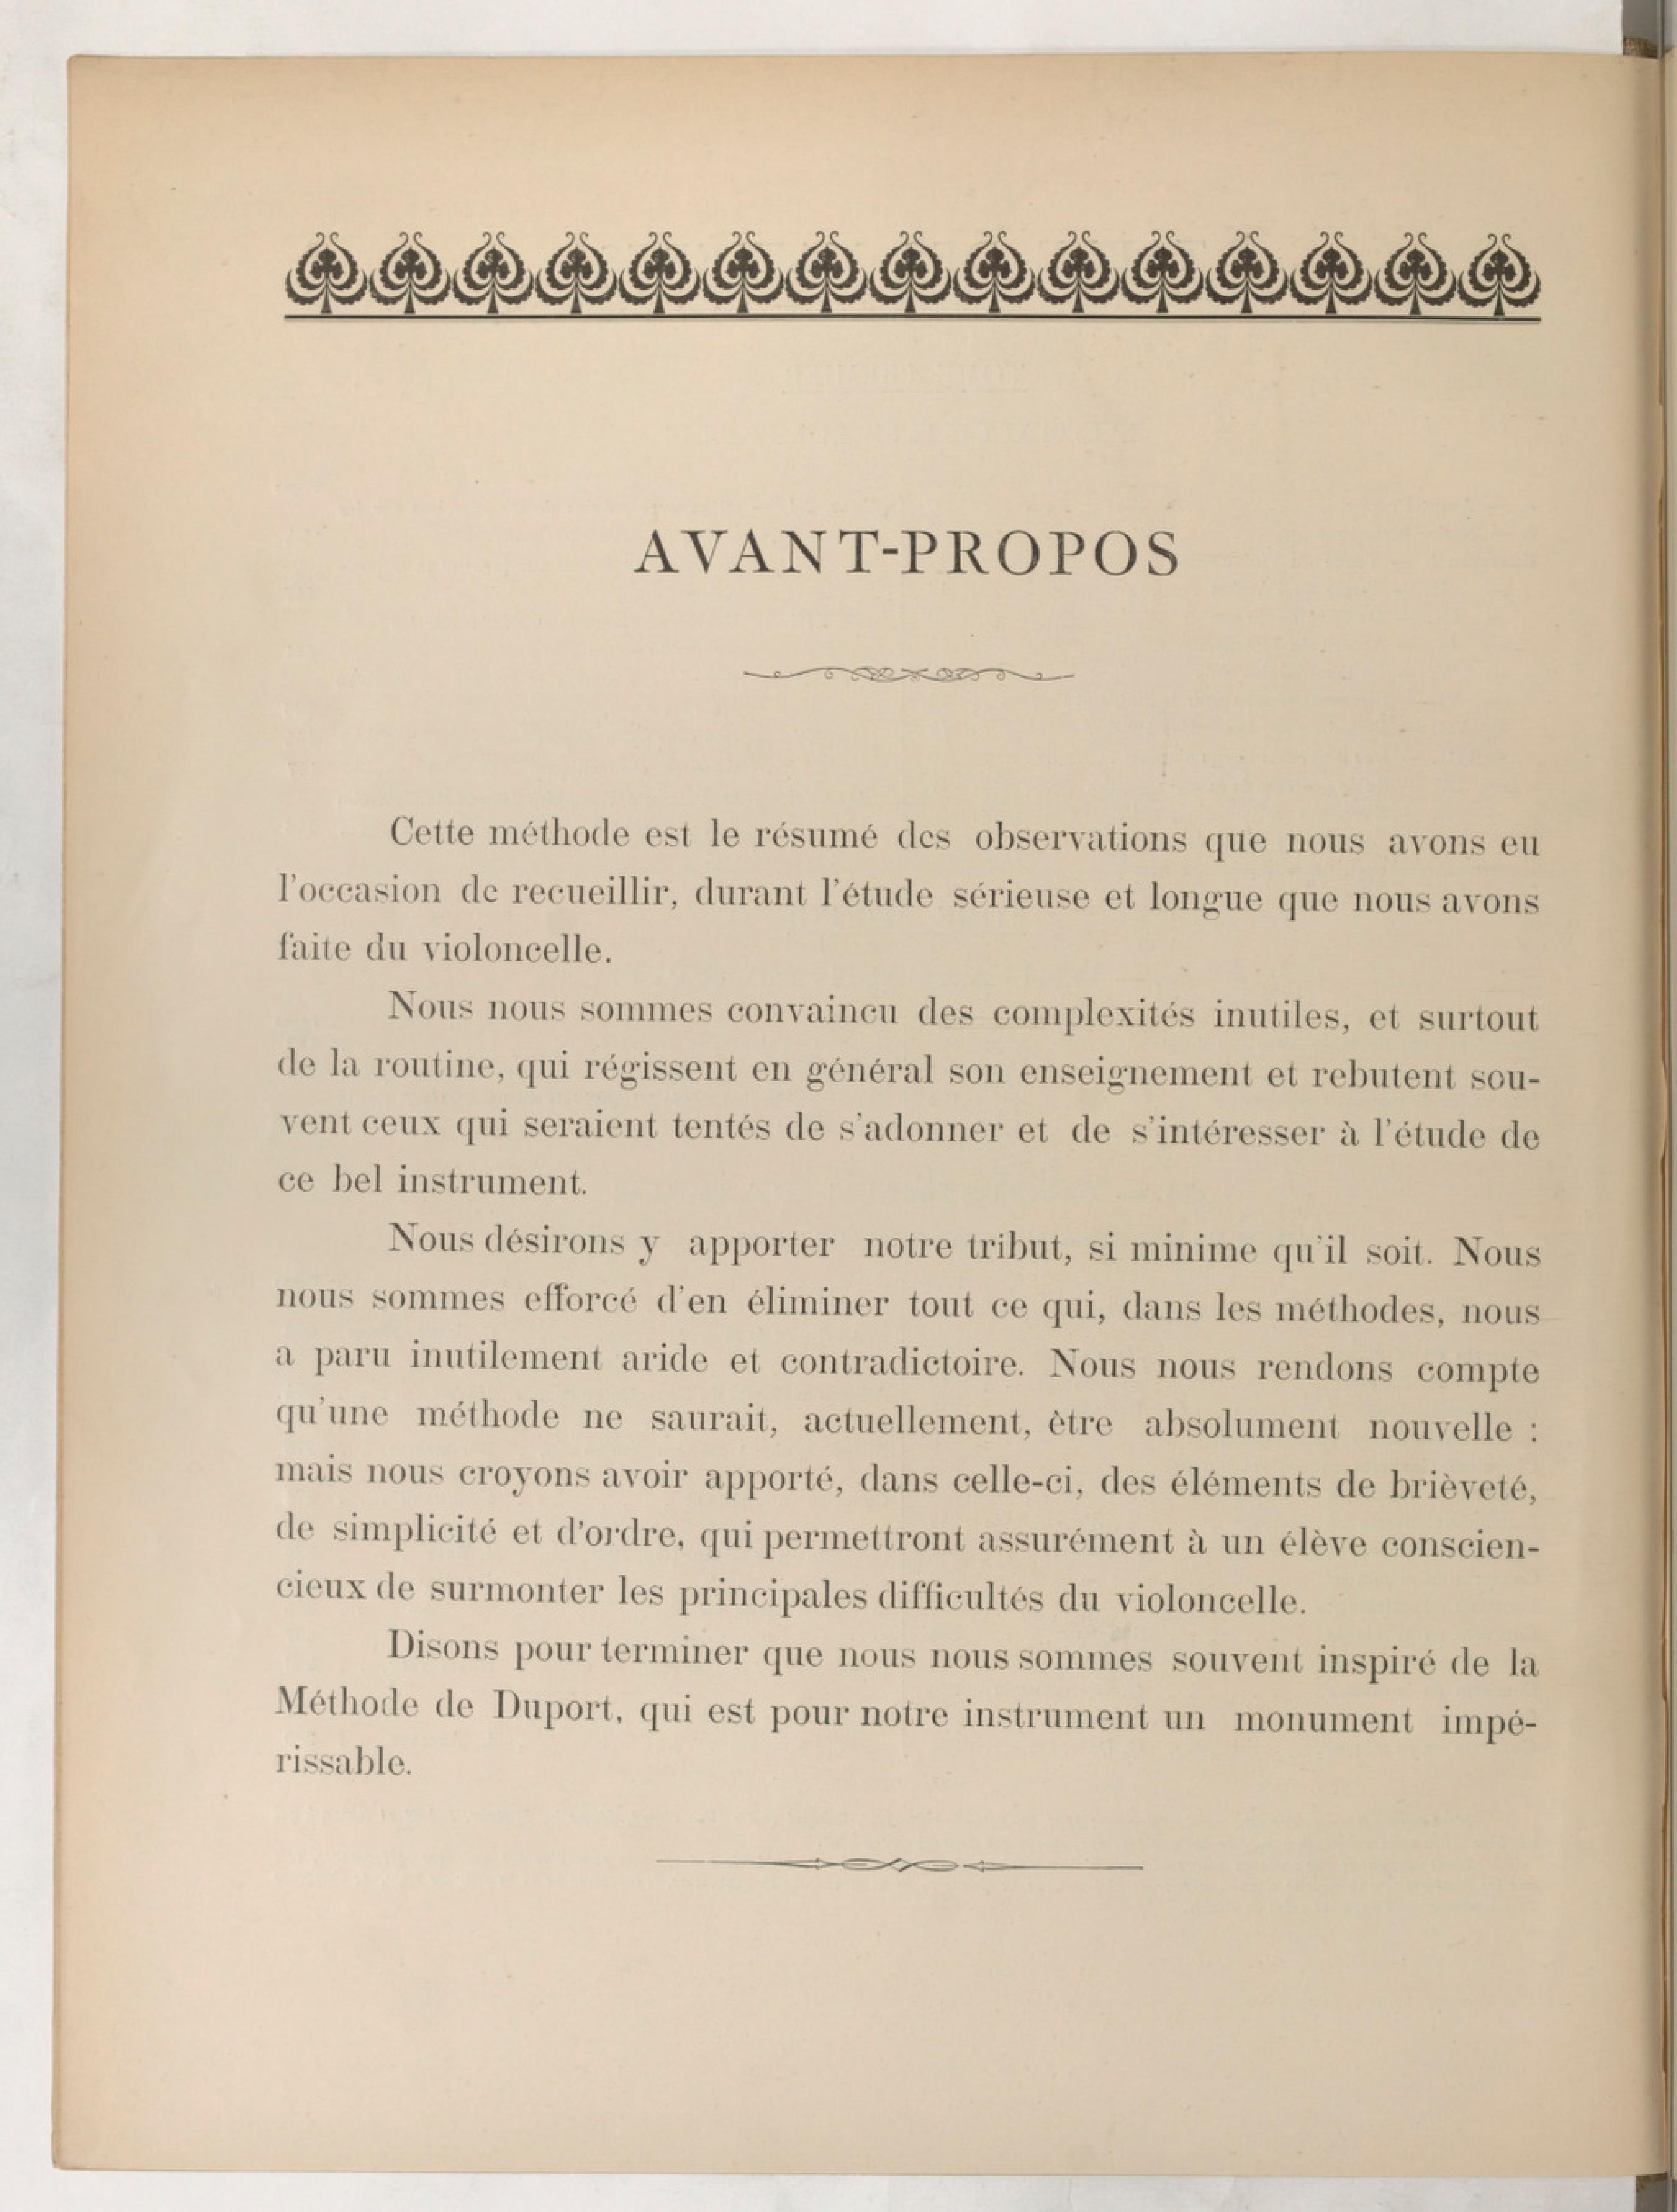 AVANT-PROPOS
Cette méthode est le résumé des observations que nous avons eu
l'occasion de recueillir, durant l'étude sérieuse et longue que nous avons
faite du violoncelle.
Nous nous sommes convaincu des complexités inutiles, et surtout
de la routine, qui régissent en général son enseignement et rebutent sou-
vent ceux qui seraient tentés de s'adonner et de s'intéresser à l'étude de
ce bel instrument.
Nous désirons y apporter notre tribut, si minime qu'il soit. Nous
nous sommes efforcé d'en éliminer tout ce qui, dans les méthodes, nous
a paru inutilement aride et contradictoire. Nous nous rendons compte
qu'une méthode ne saurait, actuellement, être absolument nouvelle :
mais nous croyons avoir apporté, dans celle-ci, des éléments de brièveté,
de simplicité et d'ordre, qui permettront assurément à un élève conscien-
cieux de surmonter les principales difficultés du violoncelle.
Disons pour terminer que nous nous sommes souvent inspiré de la
Méthode de Duport, qui est pour notre instrument un monument impé-
rissable.